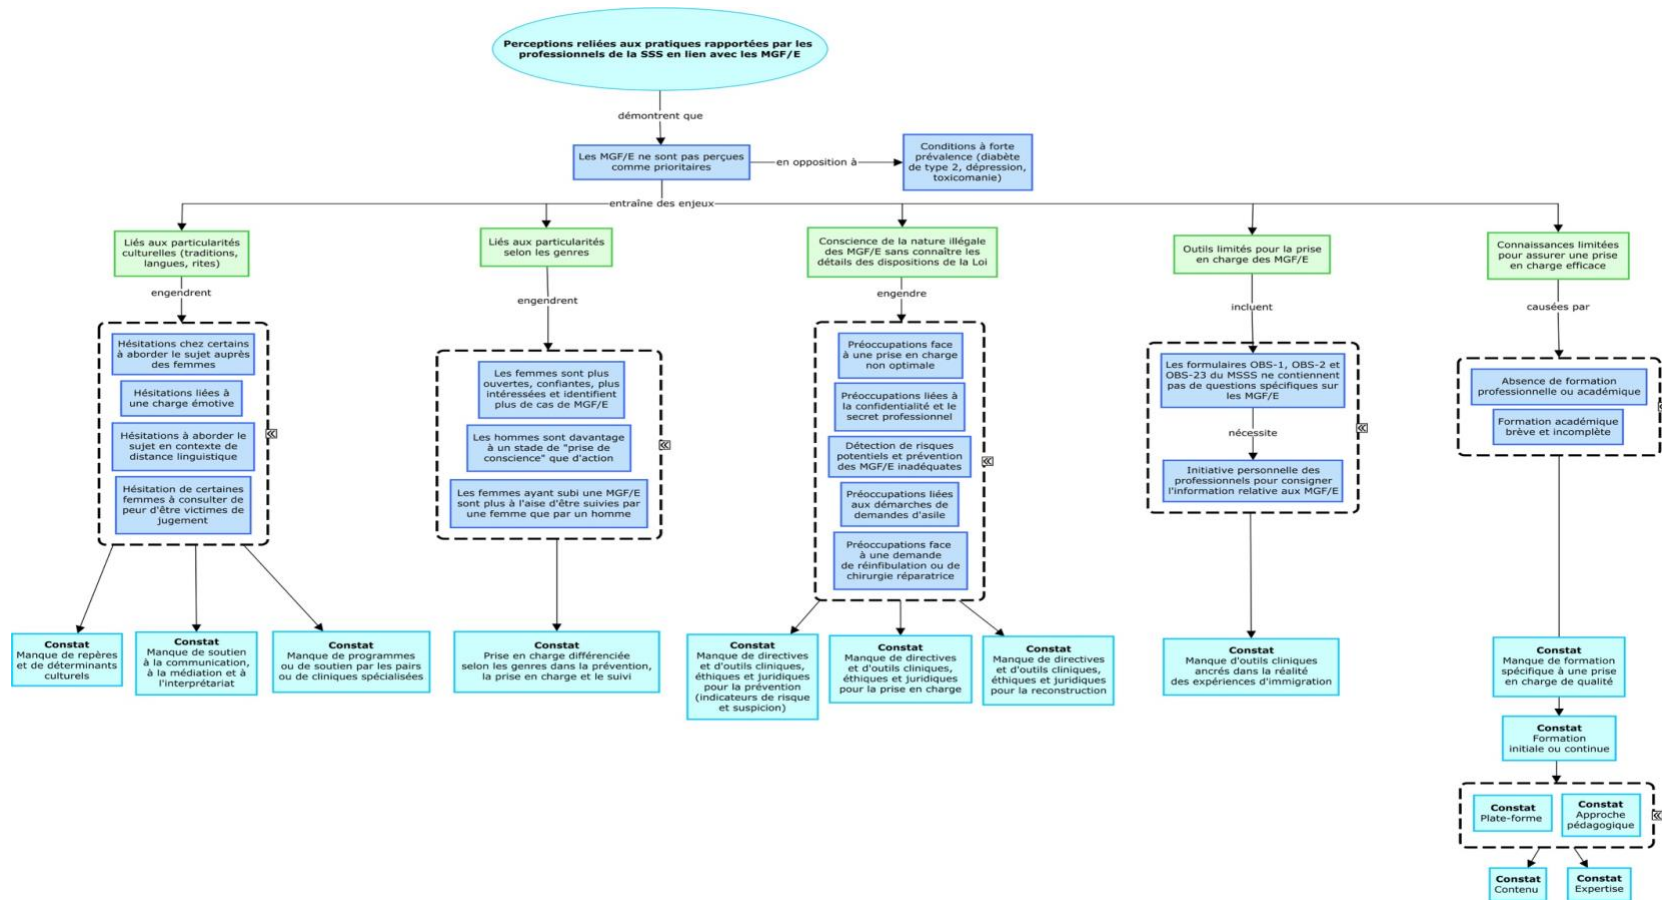 Perceptions reliées aux pratiques rapportées par les
professionnels de la SSS en lien avec les MGF/E
démontrent que
Les MGF/E ne sont pas perçues
comme prioritaires
en opposition à
Conditions à forte
prévalence (diabète
de type 2, dépression,
toxicomanie)
entraîne des enjeux
Liés aux particularités
culturelles (traditions,
langues, rites)
engendrent
Hésitations chez certains
à aborder le sujet auprès
des femmes
Hésitations liées à
une charge émotive
Hésitations à aborder le
sujet en contexte de
distance linguistique
Hésitation de certaines
femmes à consulter de
peur d'être victimes de
jugement
Constat
Manque de repères
et de déterminants
culturels
Constat
Manque de soutien
à la communication,
à la médiation et à
l'interprétariat
Constat
Manque de programmes
ou de soutien par les pairs
ou de cliniques spécialisées
Liés aux particularités
selon les genres
engendrent
Les femmes sont plus
ouvertes, confiantes, plus
intéressées et identifient
plus de cas de MGF/E
Les hommes sont davantage
à un stade de "prise de
conscience" que d'action
Les femmes ayant subi une MGF/E
sont plus à l'aise d'être suivies par
une femme que par un homme
Constat
Prise en charge différenciée
selon les genres dans la prévention,
la prise en charge et le suivi
Conscience de la nature illégale
des MGF/E sans connaître les
détails des dispositions de la Loi
engendre
Préoccupations face
à une prise en charge
non optimale
Préoccupations liées à
la confidentialité et le
secret professionnel
Détection de risques
potentiels et prévention
des MGF/E inadéquates
Préoccupations liées
aux démarches de
demandes d'asile
Préoccupations face
à une demande
de réinfibulation ou de
chirurgie réparatrice
Constat
Manque de directives
et d'outils cliniques,
éthiques et juridiques
pour la prévention
(indicateurs de risque
et suspicion)
Constat
Manque de directives
et d'outils cliniques,
éthiques et juridiques
pour la prise en charge
Constat
Manque de directives
et d'outils cliniques,
éthiques et juridiques
pour la reconstruction
Outils limités pour la prise
en charge des MGF/E
incluent
Les formulaires OBS-1, OBS-2 et
OBS-23 du MSSS ne contiennent
pas de questions spécifiques sur
les MGF/E
nécessite
Initiative personnelle des
professionnels pour consigner
l'information relative aux MGF/E
Constat
Manque d'outils cliniques
ancrés dans la réalité
des expériences d'immigration
Connaissances limitées
pour assurer une prise
en charge efficace
causées par
Absence de formation
professionnelle ou académique
Formation académique
brève et incomplète
Constat
Manque de formation
spécifique à une prise
en charge de qualité
Constat
Formation
initiale ou continue
Constat
Plate-forme
Constat
Approche
pédagogique
Constat
Contenu
Constat
Expertise